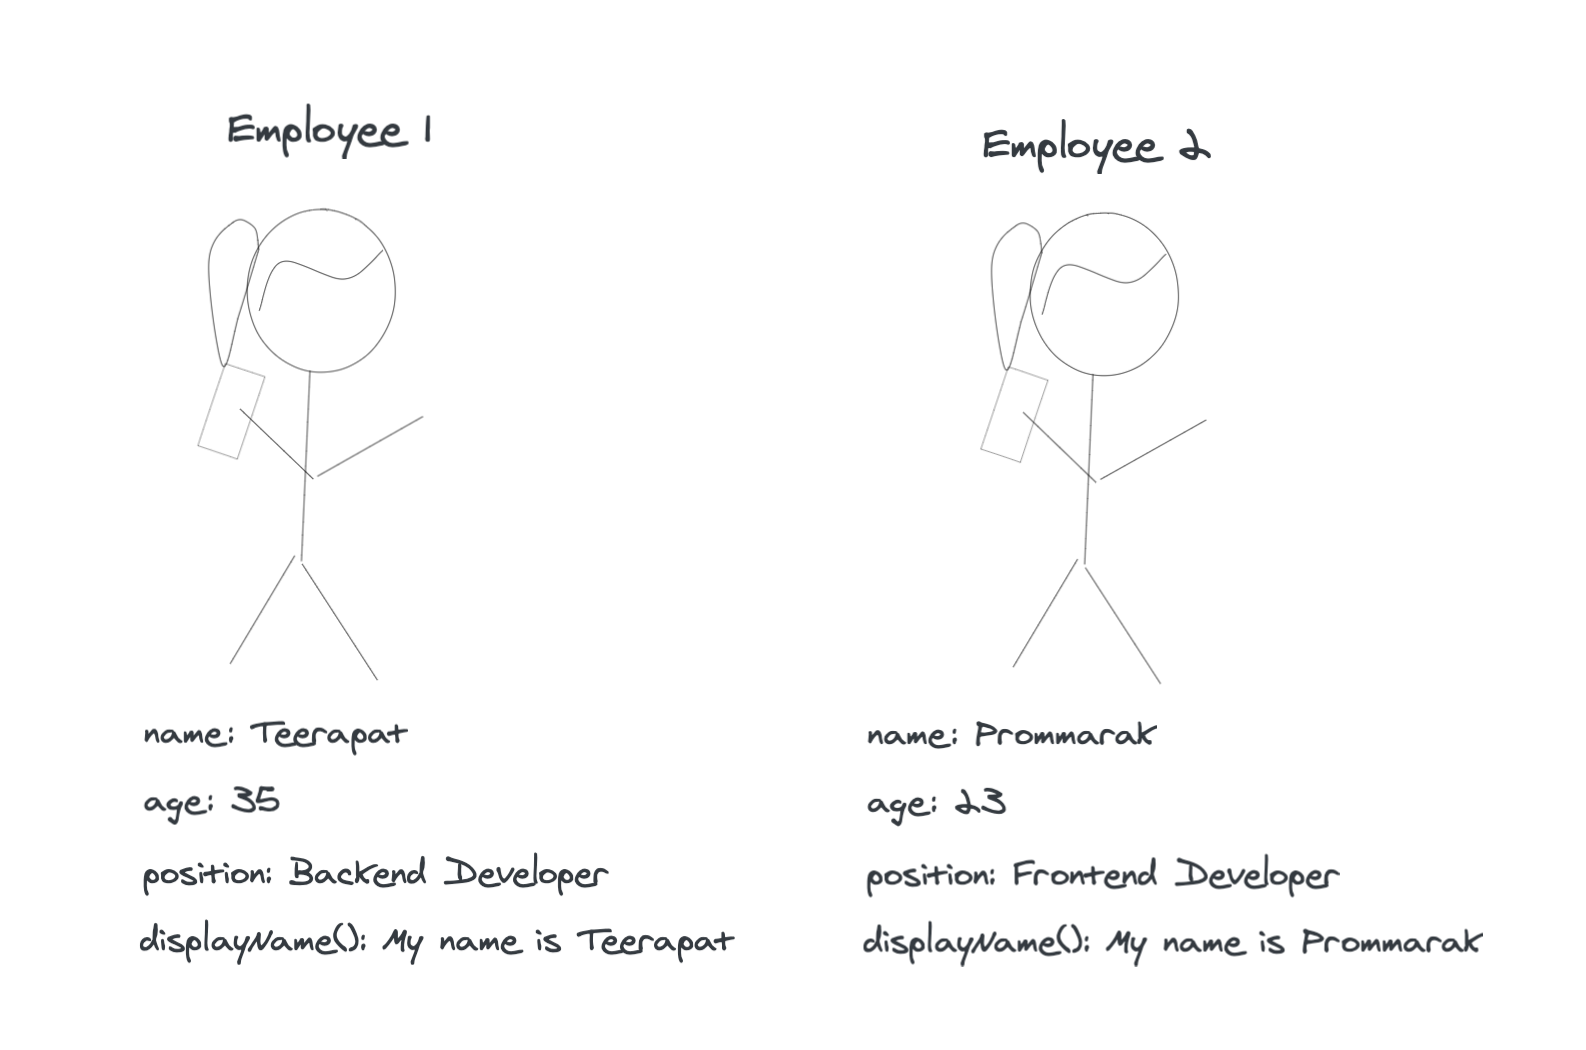 Employee 1
name: Teerapat
age: 35
position: Backend Developer
displayName(): My name is Teerapat
Employee 2
name: Prommarak
age: 23
position: Frontend Developer
displayName(): My name is Prommarak